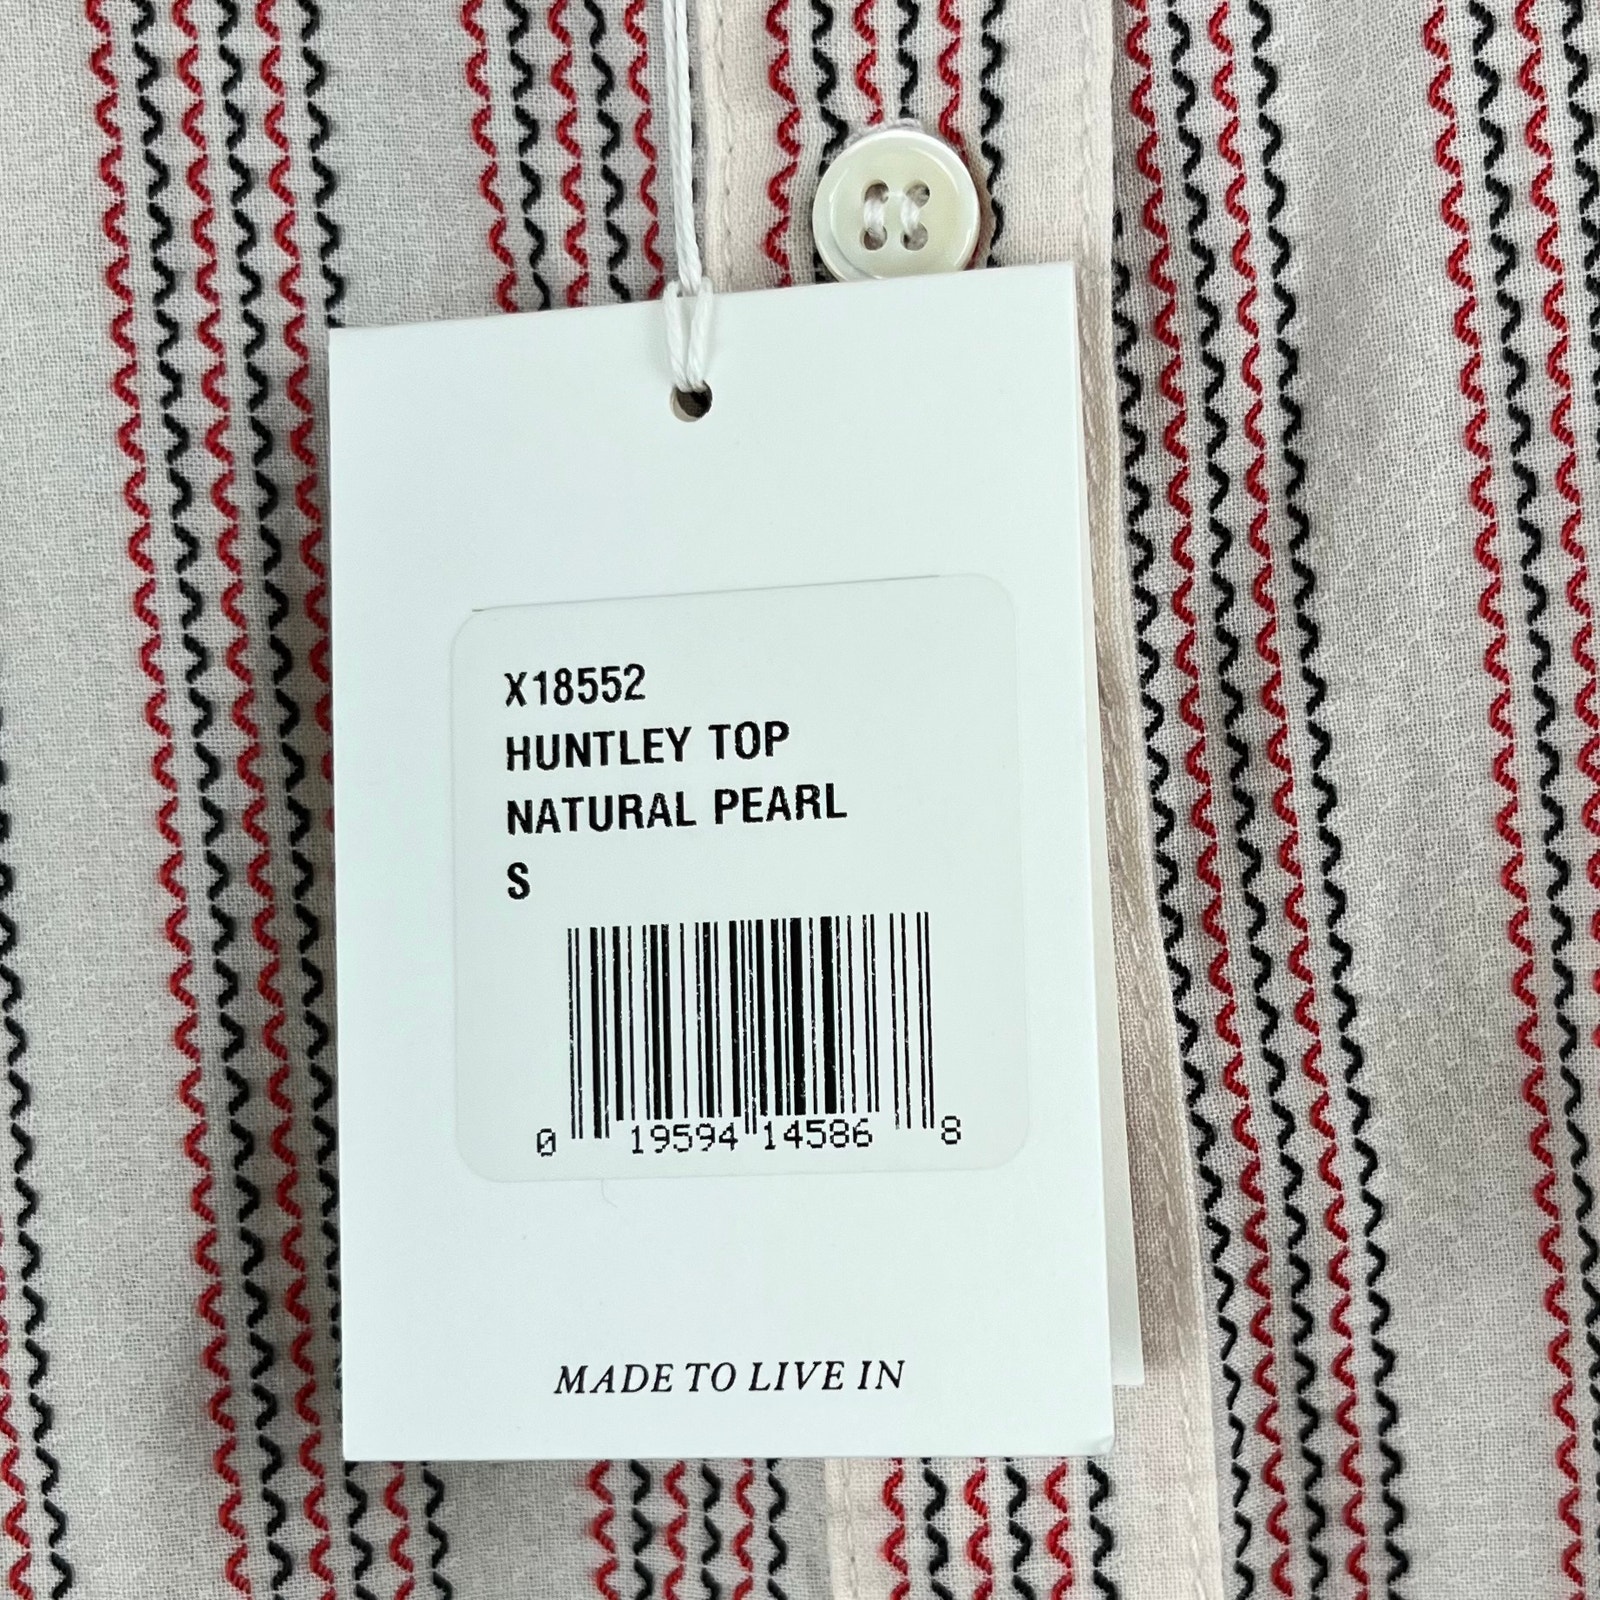 X18552
HUNTLEY TOP
NATURAL PEARL
S
0 19594 14586 8
MADE TO LIVE IN